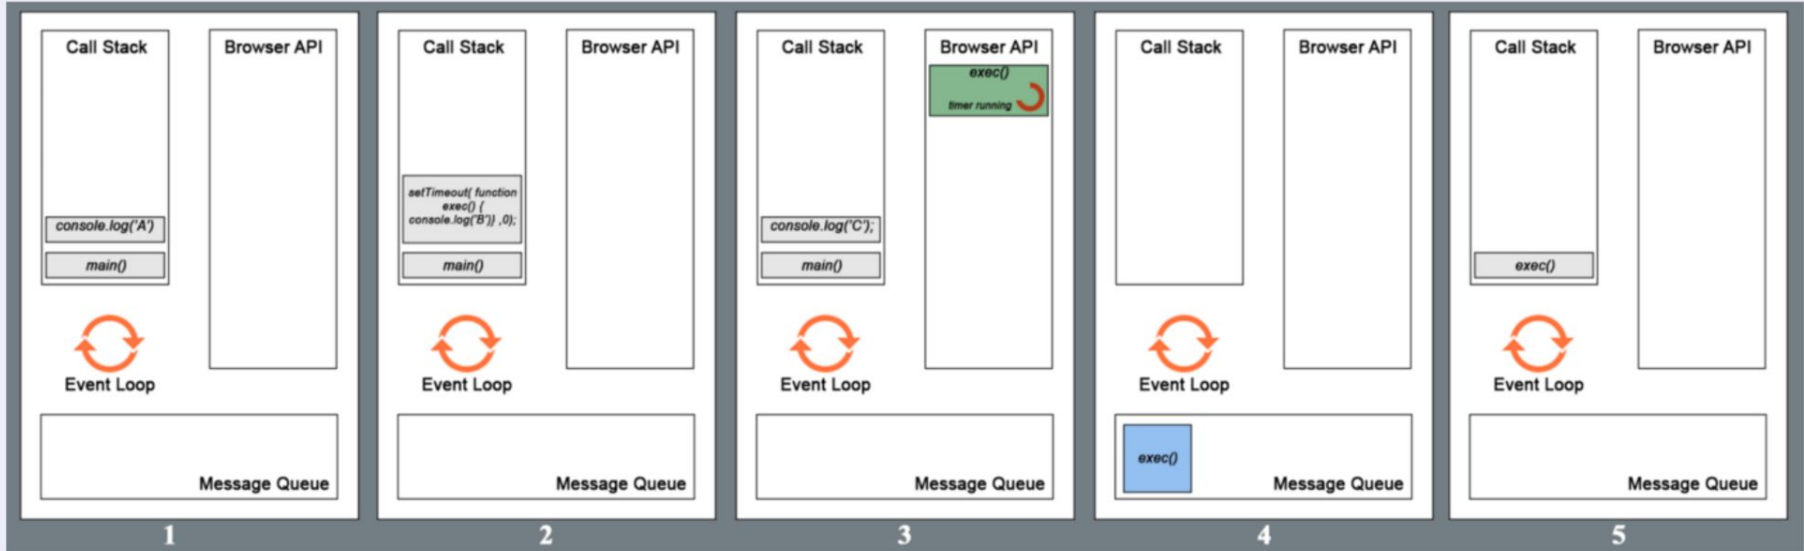 Call Stack
Browser API
console.log('A')
main()
Event Loop
Message Queue
1
Call Stack
Browser API
setTimeout( function
exec() {
console.log('B')} ,0);
main()
Event Loop
Message Queue
2
Call Stack
Browser API
exec()
timer running
console.log('C');
main()
Event Loop
Message Queue
3
Call Stack
Browser API
Event Loop
exec()
Message Queue
4
Call Stack
Browser API
exec()
Event Loop
Message Queue
5